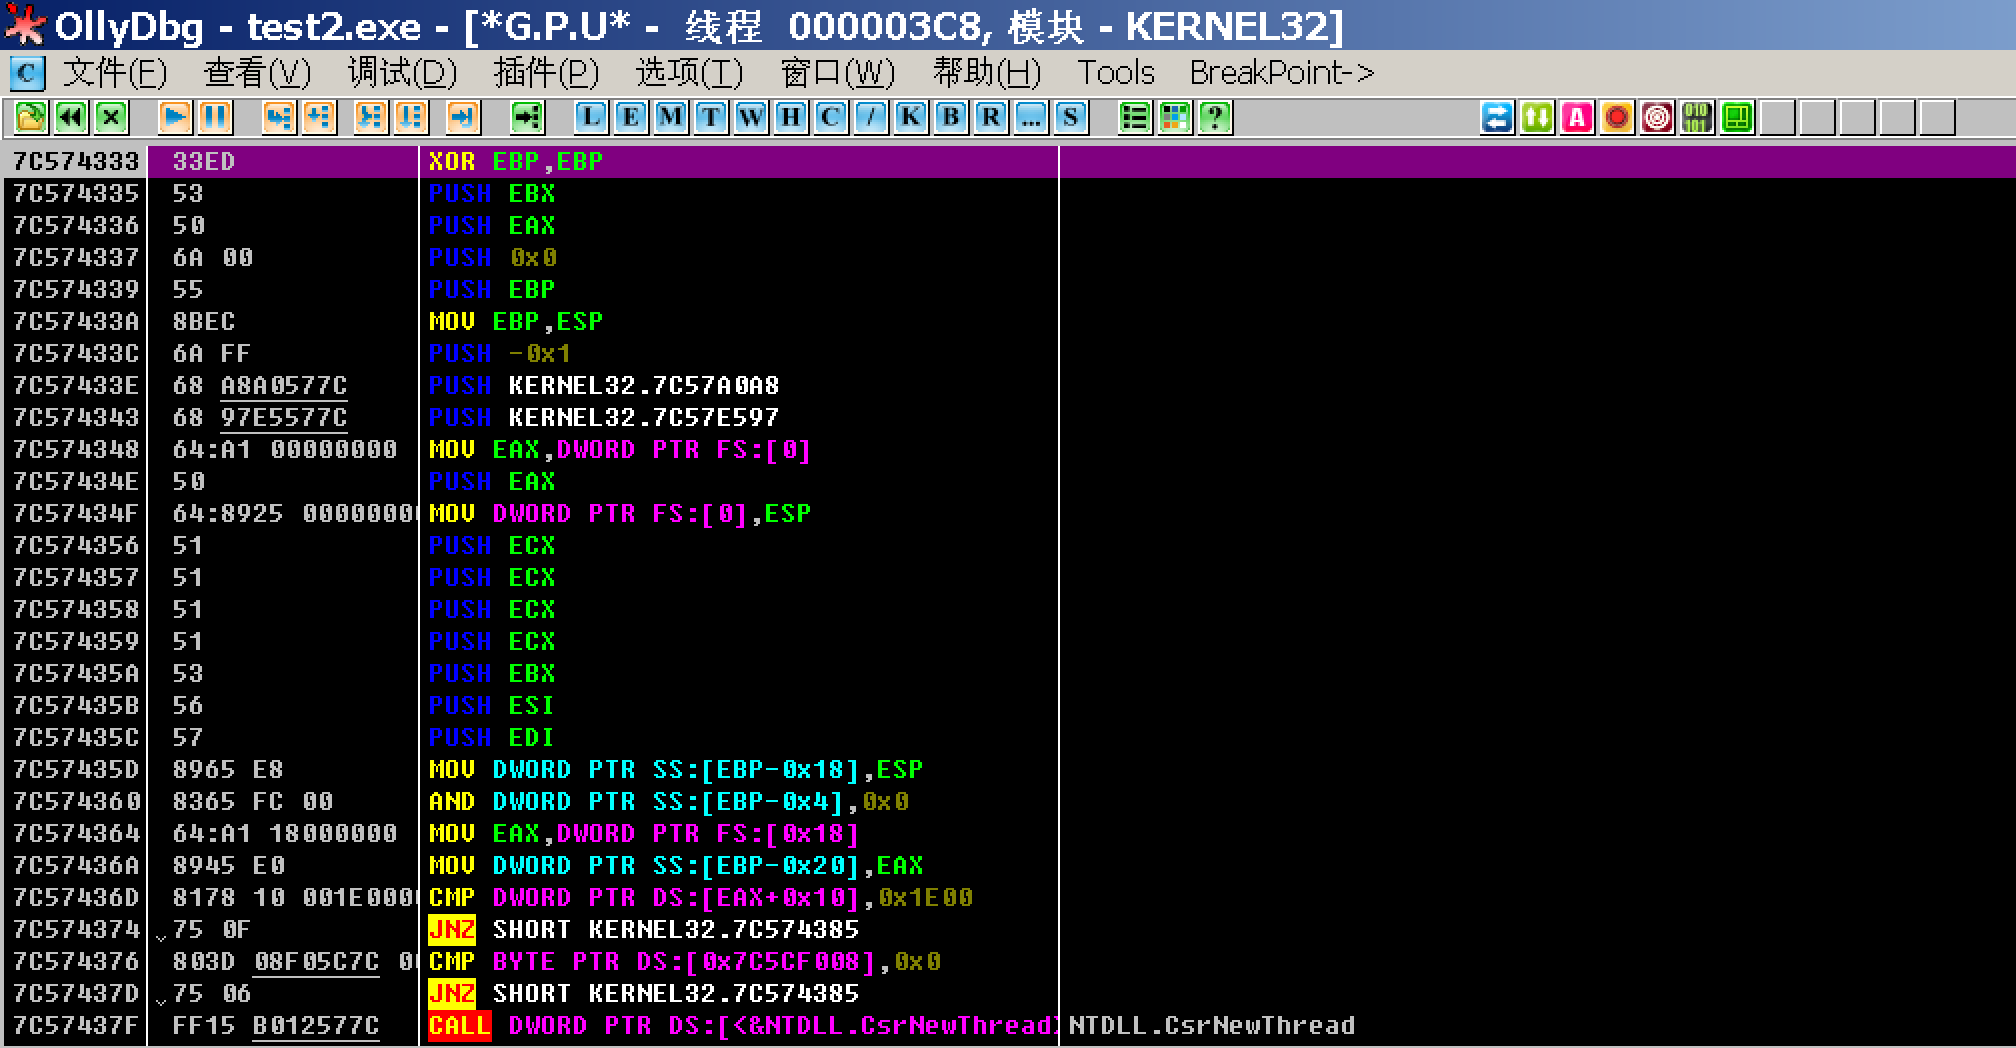 OllyDbg - test2.exe - [*G.P.U* - 线程 000003C8, 模块 - KERNEL32]
C 文件(F) 查看(V) 调试(D) 插件(P) 选项(T) 窗口(W) 帮助(H) Tools BreakPoint->
L E M T W H C / K B R ... S ? A 010 101
7C574333 33ED XOR EBP,EBP
7C574335 53 PUSH EBX
7C574336 50 PUSH EAX
7C574337 6A 00 PUSH 0x0
7C574339 55 PUSH EBP
7C57433A 8BEC MOV EBP,ESP
7C57433C 6A FF PUSH -0x1
7C57433E 68 A8A0577C PUSH KERNEL32.7C57A0A8
7C574343 68 97E5577C PUSH KERNEL32.7C57E597
7C574348 64:A1 00000000 MOV EAX,DWORD PTR FS:[0]
7C57434E 50 PUSH EAX
7C57434F 64:8925 0000000 MOV DWORD PTR FS:[0],ESP
7C574356 51 PUSH ECX
7C574357 51 PUSH ECX
7C574358 51 PUSH ECX
7C574359 51 PUSH ECX
7C57435A 53 PUSH EBX
7C57435B 56 PUSH ESI
7C57435C 57 PUSH EDI
7C57435D 8965 E8 MOV DWORD PTR SS:[EBP-0x18],ESP
7C574360 8365 FC 00 AND DWORD PTR SS:[EBP-0x4],0x0
7C574364 64:A1 18000000 MOV EAX,DWORD PTR FS:[0x18]
7C57436A 8945 E0 MOV DWORD PTR SS:[EBP-0x20],EAX
7C57436D 8178 10 001E000 CMP DWORD PTR DS:[EAX+0x10],0x1E00
7C574374 75 0F JNZ SHORT KERNEL32.7C574385
7C574376 803D 08F05C7C 0 CMP BYTE PTR DS:[0x7C5CF008],0x0
7C57437D 75 06 JNZ SHORT KERNEL32.7C574385
7C57437F FF15 B012577C CALL DWORD PTR DS:[<&NTDLL.CsrNewThread> NTDLL.CsrNewThread